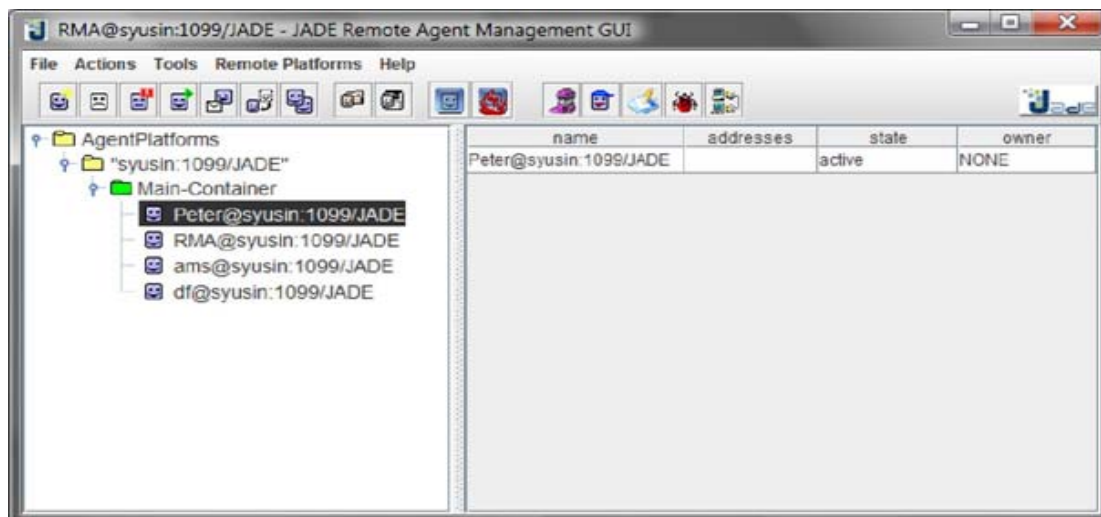 RMA@syusin:1099/JADE - JADE Remote Agent Management GUI
File Actions Tools Remote Platforms Help
Jade
AgentPlatforms
"syusin:1099/JADE"
Main-Container
Peter@syusin:1099/JADE
RMA@syusin:1099/JADE
ams@syusin:1099/JADE
df@syusin:1099/JADE
name addresses state owner
Peter@syusin:1099/JADE active NONE